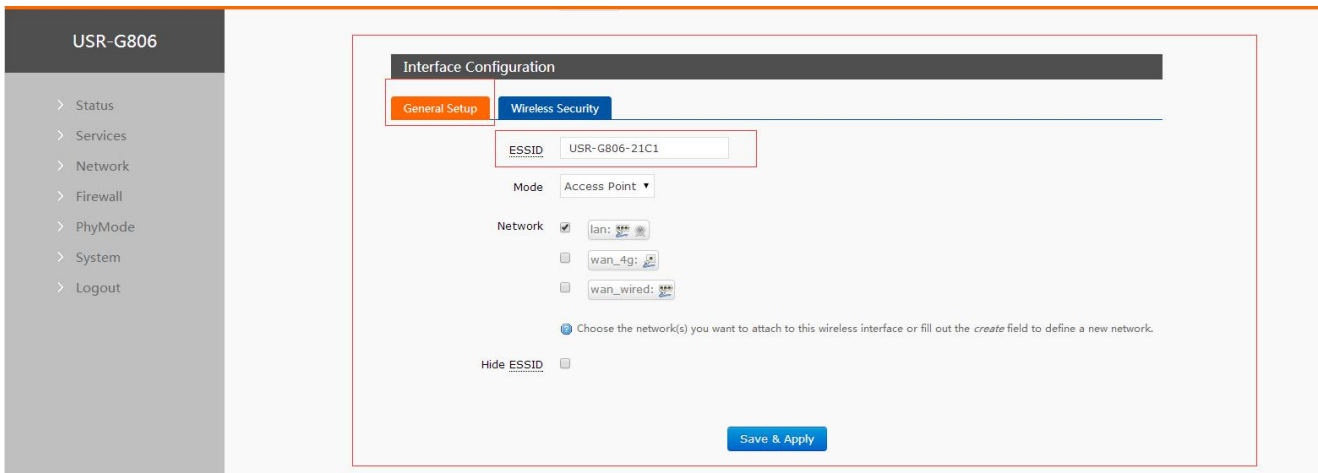 USR-G806
Status
Services
Network
Firewall
PhyMode
System
Logout
Interface Configuration
General Setup
Wireless Security
ESSID USR-G806-21C1
Mode Access Point
Network lan:
wan_4g:
wan_wired:
Choose the network(s) you want to attach to this wireless interface or fill out the create field to define a new network.
Hide ESSID
Save & Apply